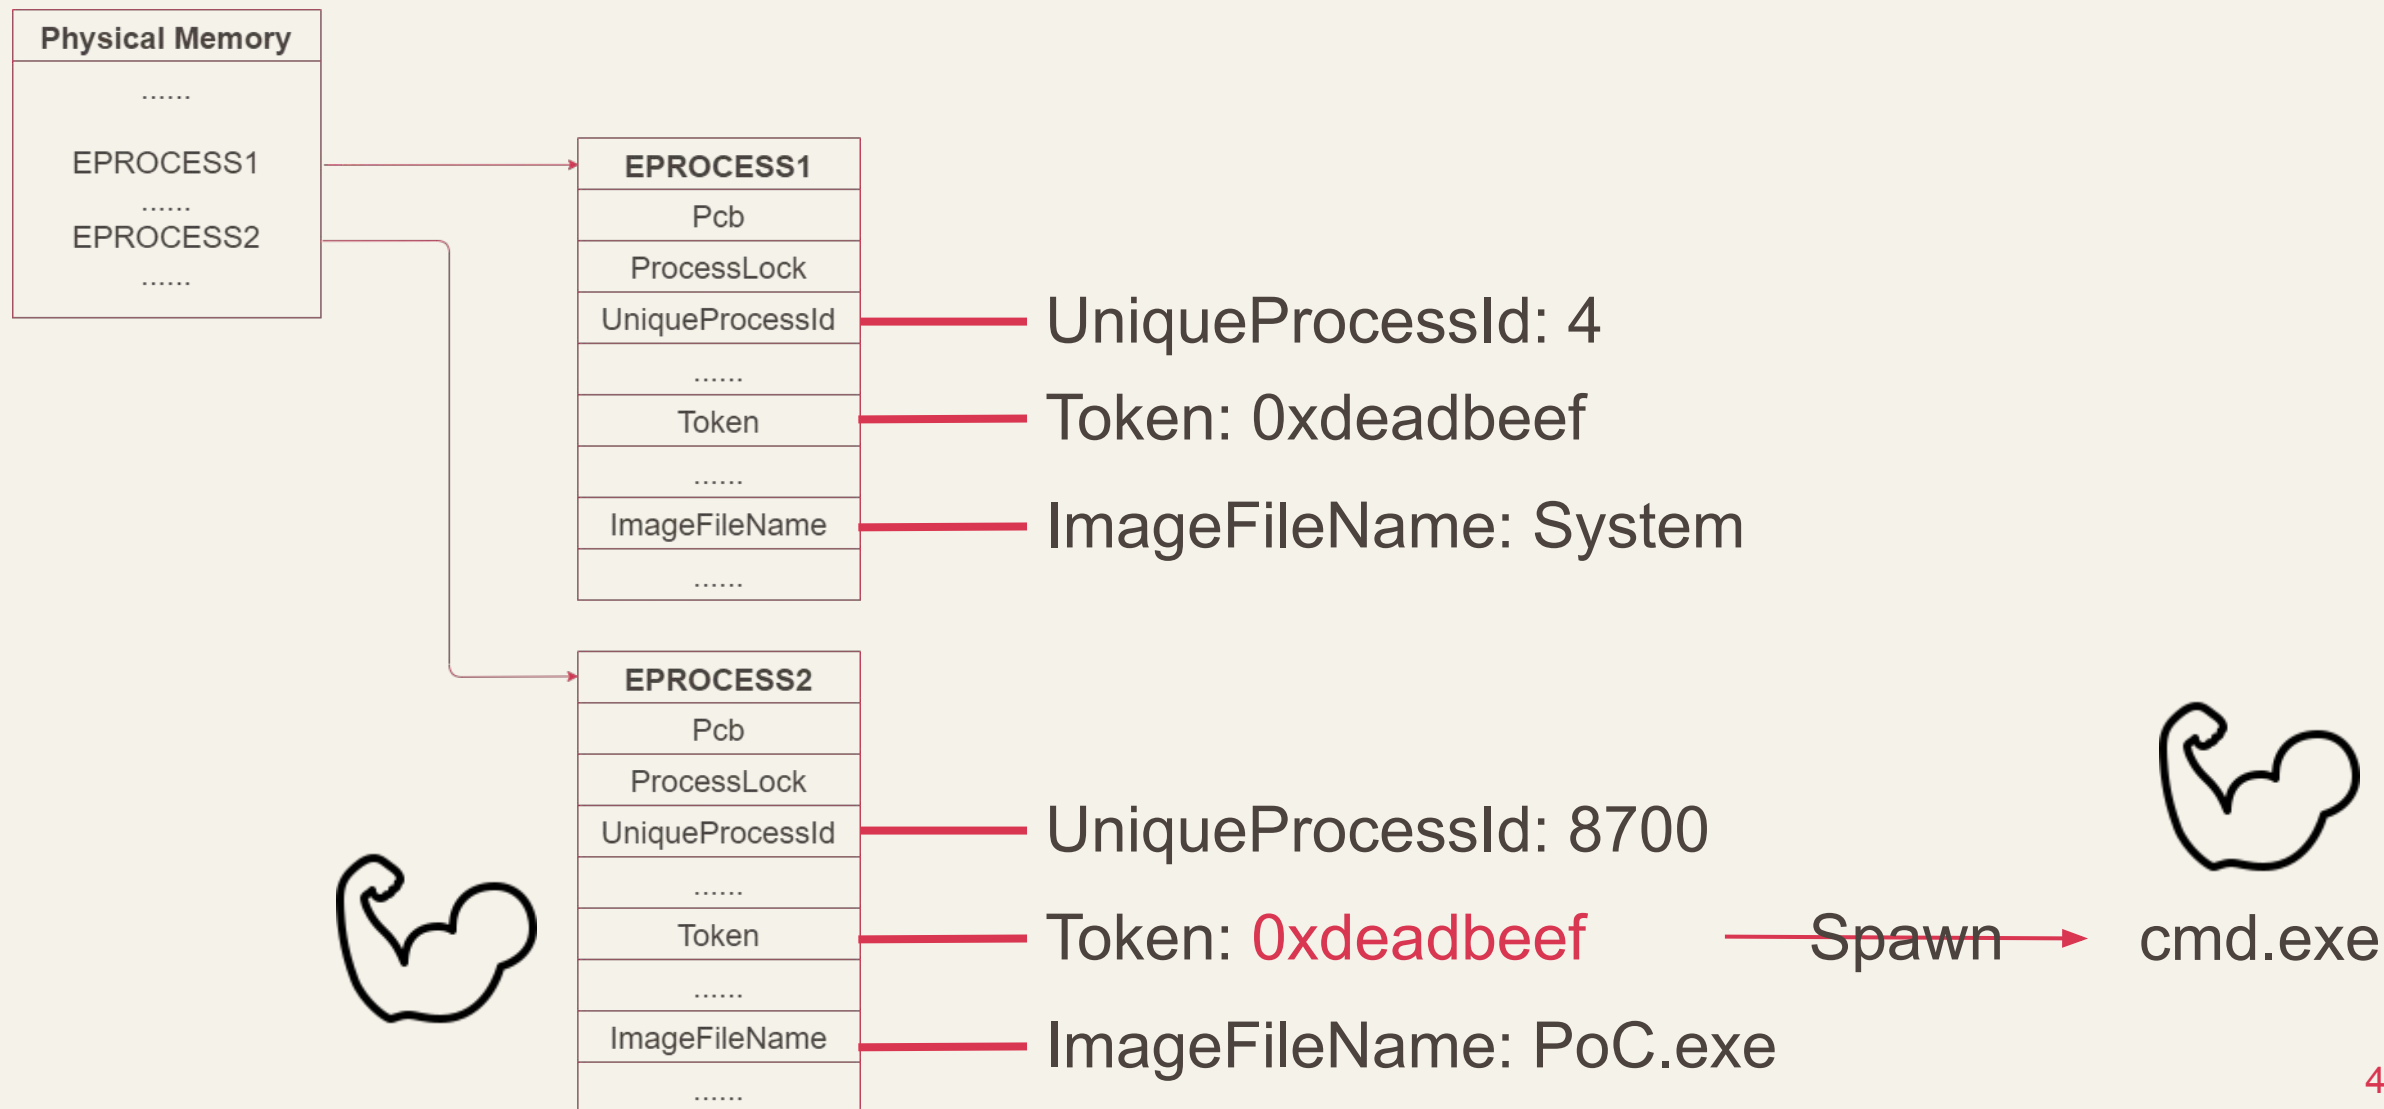 Physical Memory
......
EPROCESS1
......
EPROCESS2
......
EPROCESS1
Pcb
ProcessLock
UniqueProcessId
......
Token
......
ImageFileName
......
UniqueProcessId: 4
Token: 0xdeadbeef
ImageFileName: System
EPROCESS2
Pcb
ProcessLock
UniqueProcessId
......
Token
......
ImageFileName
......
UniqueProcessId: 8700
Token: 0xdeadbeef
Spawn
cmd.exe
ImageFileName: PoC.exe
4